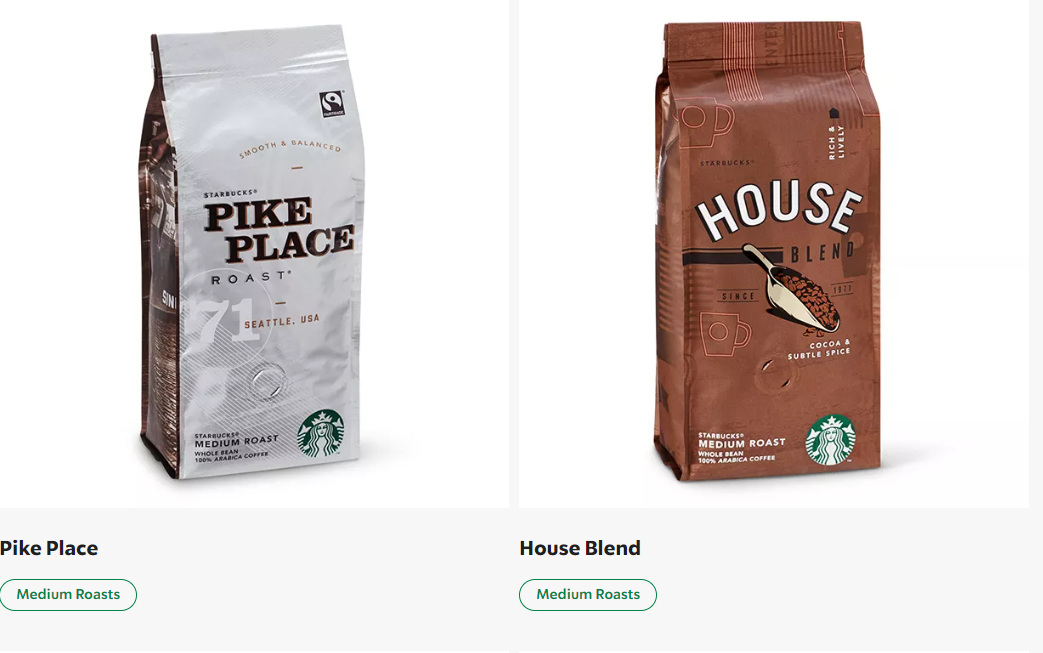 FAIRTRADE
SMOOTH & BALANCED
STARBUCKS®
PIKE
PLACE
ROAST®
71
SEATTLE, USA
STARBUCKS®
MEDIUM ROAST
WHOLE BEAN
100% ARABICA COFFEE
RICH &
LIVELY
STARBUCKS®
HOUSE
BLEND
SINCE 1971
COCOA &
SUBTLE SPICE
STARBUCKS®
MEDIUM ROAST
WHOLE BEAN
100% ARABICA COFFEE
Pike Place
House Blend
Medium Roasts
Medium Roasts